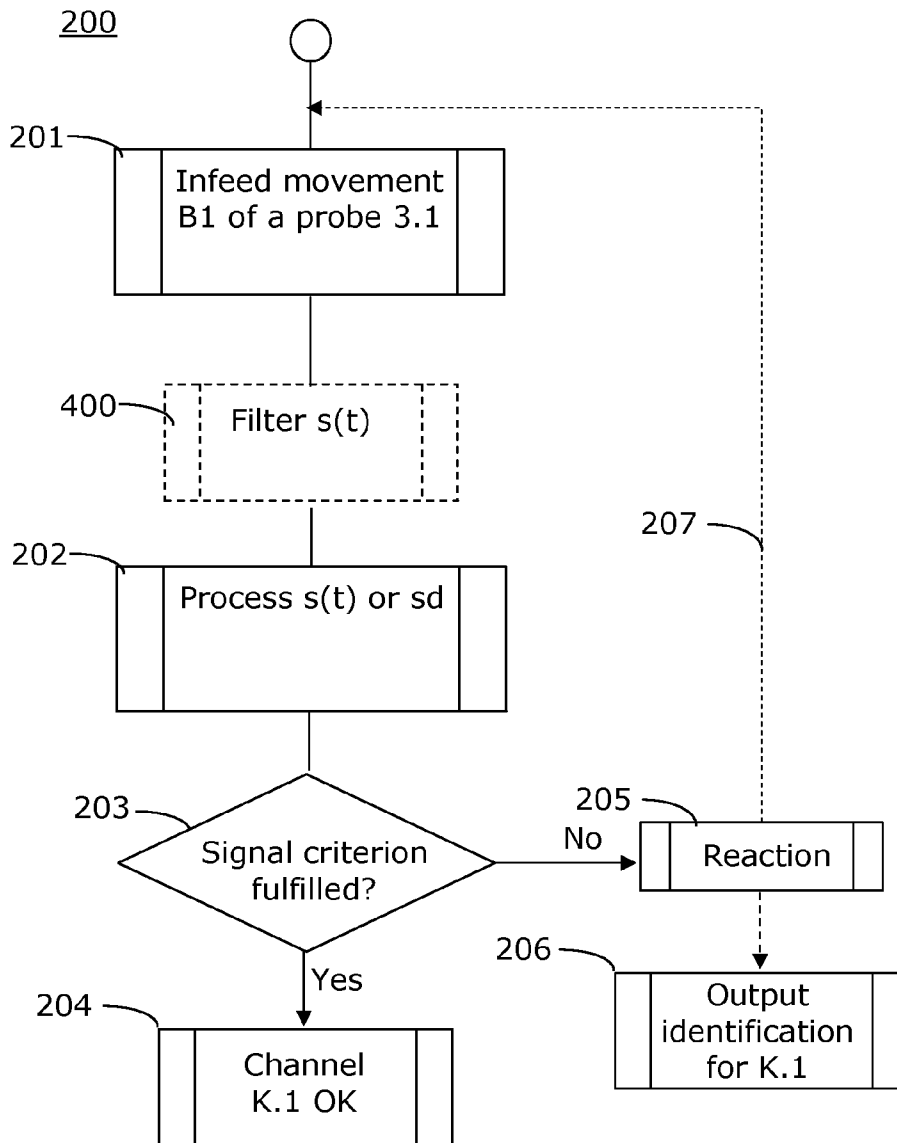 200
201
Infeed movement
B1 of a probe 3.1
400
Filter s(t)
207
202
Process s(t) or sd
203
Signal criterion
fulfilled?
No
205
Reaction
Yes
206
Output
identification
for K.1
204
Channel
K.1 OK